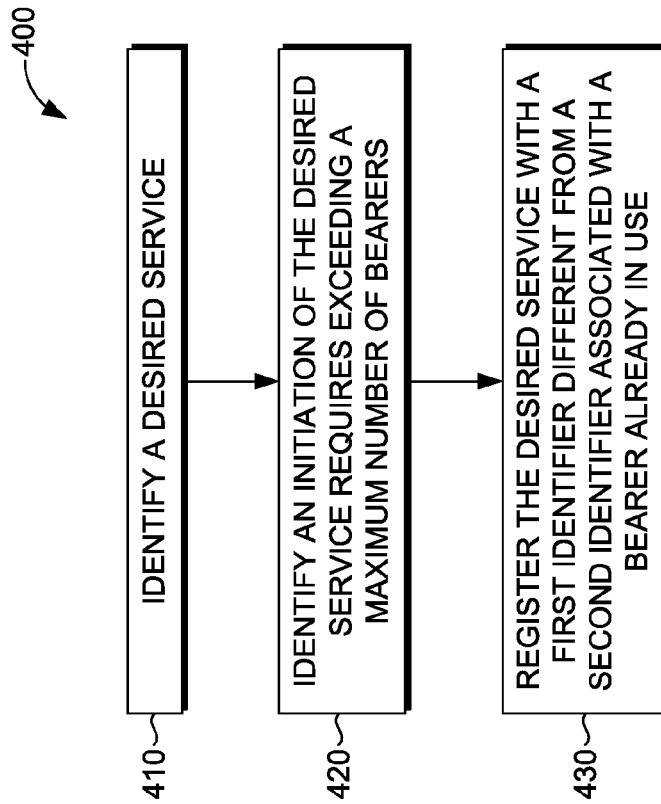 400
410
IDENTIFY A DESIRED SERVICE
420
IDENTIFY AN INITIATION OF THE DESIRED
SERVICE REQUIRES EXCEEDING A
MAXIMUM NUMBER OF BEARERS
430
REGISTER THE DESIRED SERVICE WITH A
FIRST IDENTIFIER DIFFERENT FROM A
SECOND IDENTIFIER ASSOCIATED WITH A
BEARER ALREADY IN USE